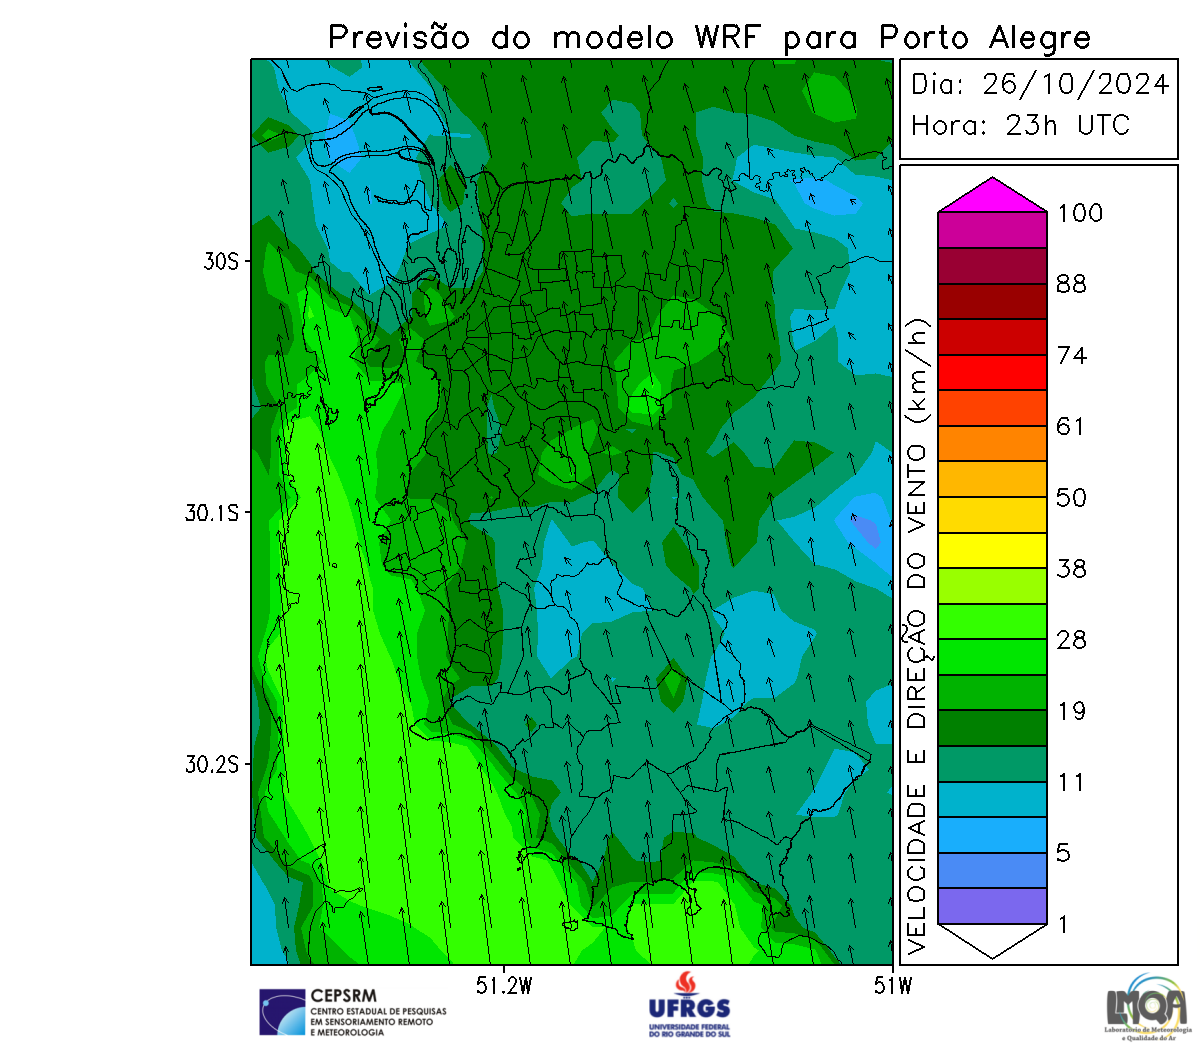 Previsão do modelo WRF para Porto Alegre
Dia: 26/10/2024
Hora: 23h UTC
30S
30.1S
30.2S
51.2W
51W
VELOCIDADE E DIREÇÃO DO VENTO (km/h)
100
88
74
61
50
38
28
19
11
5
1
CEPSRM
CENTRO ESTADUAL DE PESQUISAS
EM SENSORIAMENTO REMOTO
E METEOROLOGIA
UFRGS
UNIVERSIDADE FEDERAL
DO RIO GRANDE DO SUL
LMQA
Laboratório de Meteorologia
e Qualidade do Ar